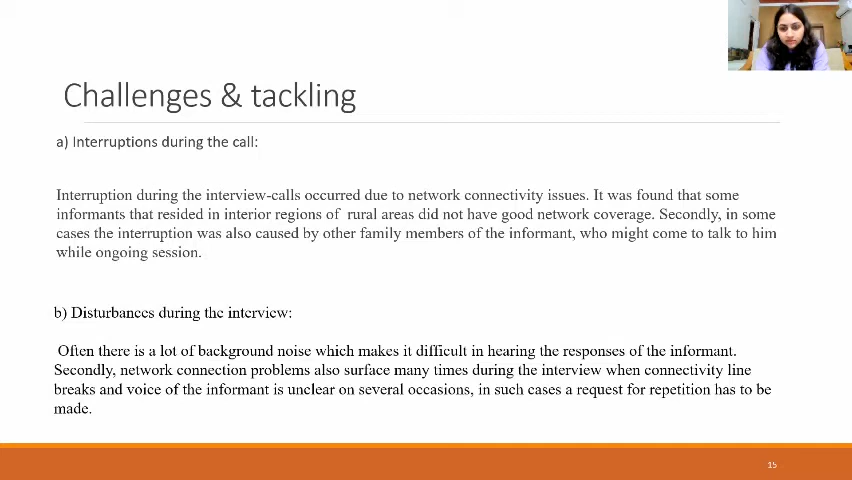 Challenges & tackling
a) Interruptions during the call:
Interruption during the interview-calls occurred due to network connectivity issues. It was found that some
informants that resided in interior regions of rural areas did not have good network coverage. Secondly, in some
cases the interruption was also caused by other family members of the informant, who might come to talk to him
while ongoing session.
b) Disturbances during the interview:
Often there is a lot of background noise which makes it difficult in hearing the responses of the informant.
Secondly, network connection problems also surface many times during the interview when connectivity line
breaks and voice of the informant is unclear on several occasions, in such cases a request for repetition has to be
made.
15